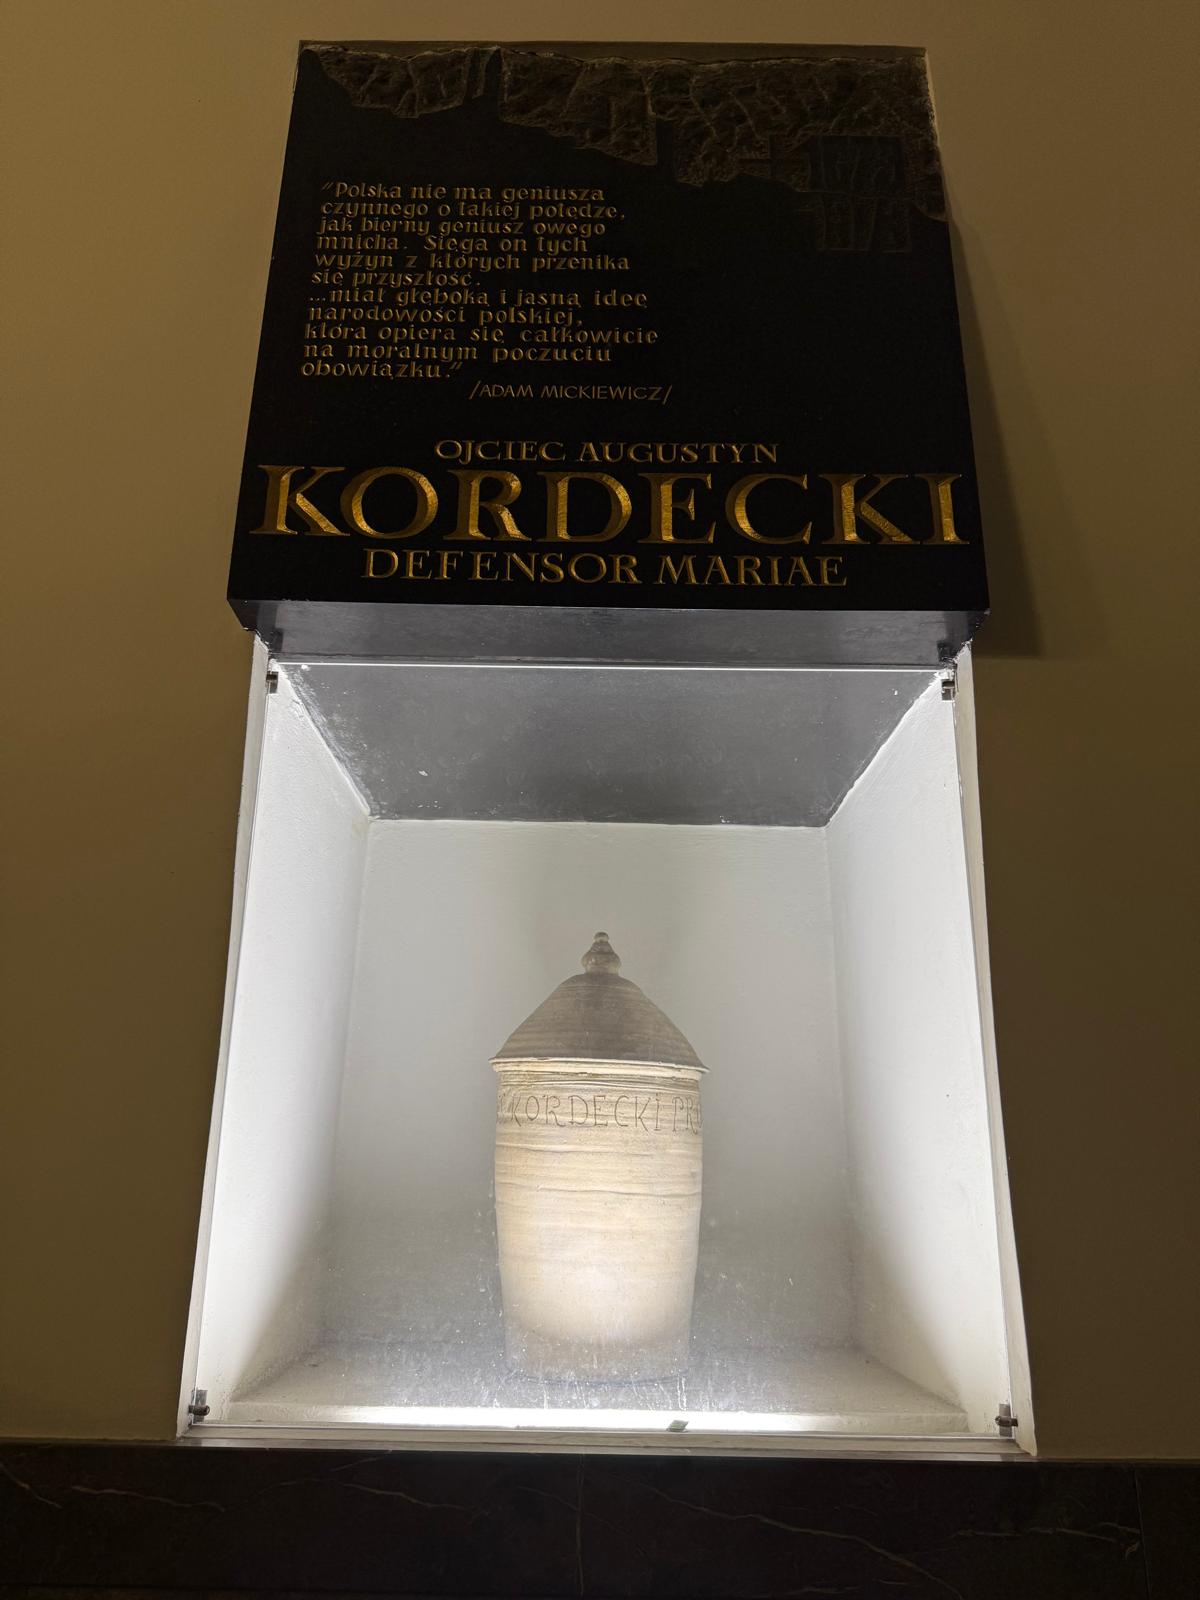 "Polska nie ma geniusza
czynnego o takiej potędze,
jak bierny geniusz owego
mnicha. Sięga on tych
wyżyn z których przenika
się przyszłość.
...miał głęboką i jasną ideę
narodowości polskiej,
która opiera się całkowicie
na moralnym poczuciu
obowiązku."
/ADAM MICKIEWICZ/
OJCIEC AUGUSTYN
KORDECKI
DEFENSOR MARIAE
KORDECKI PR